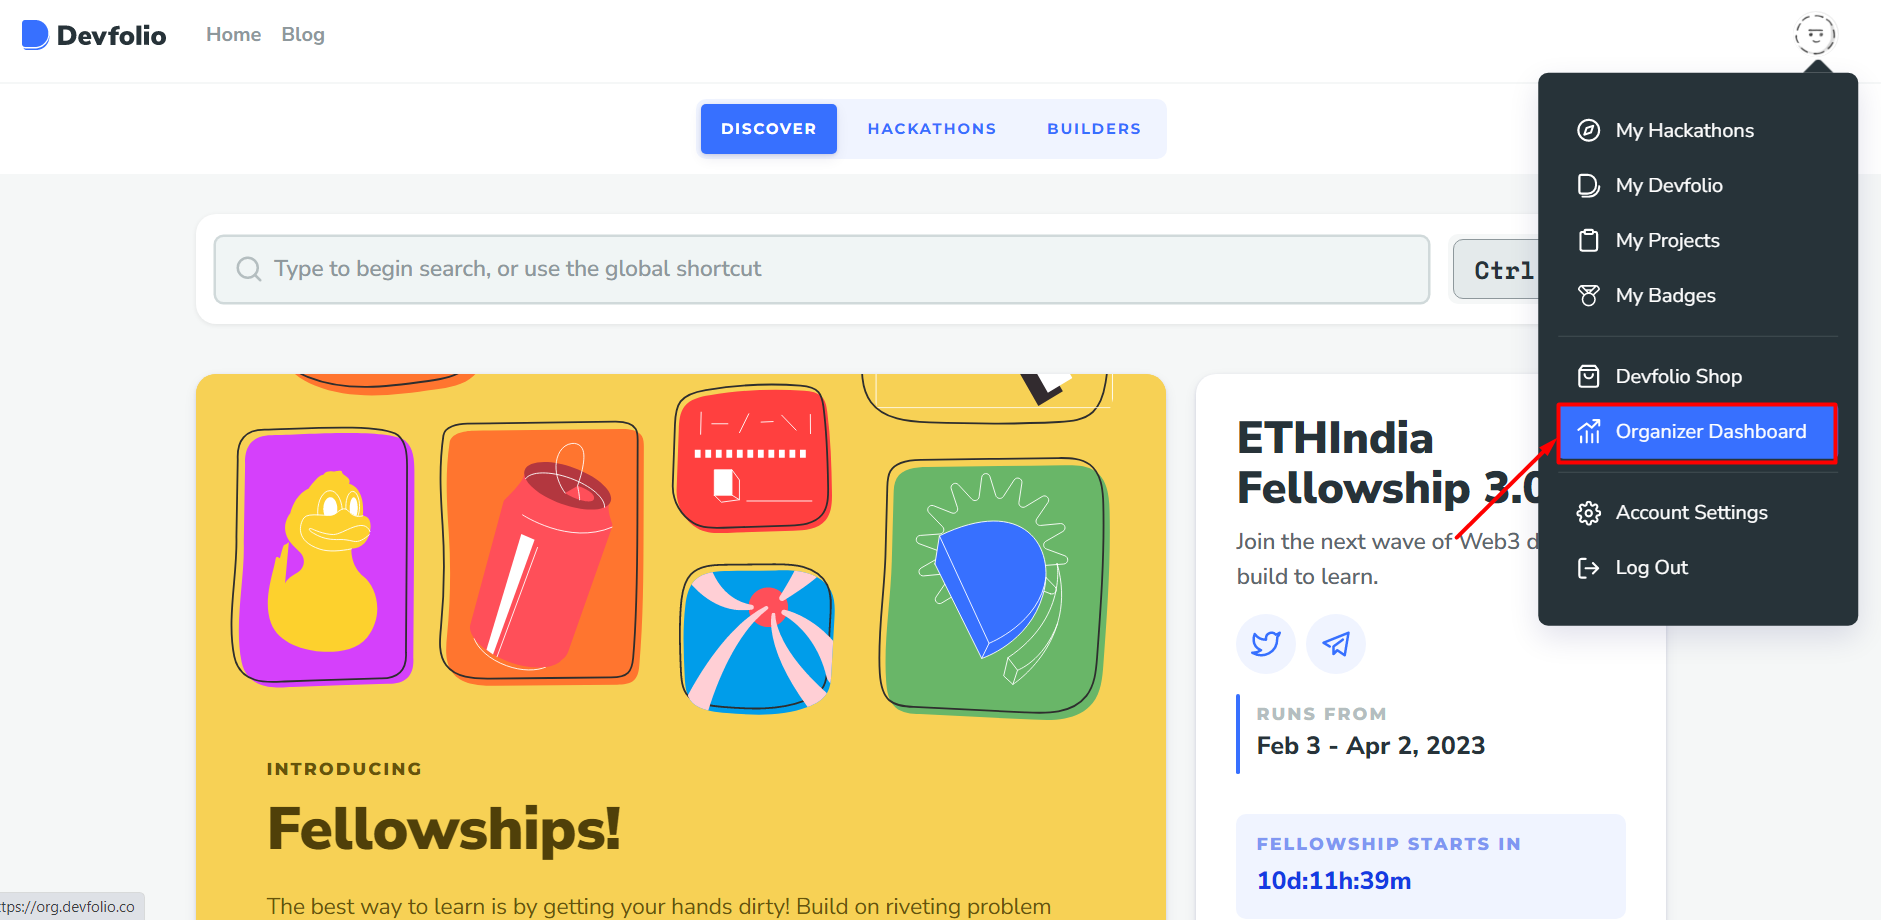 Devfolio
Home Blog
DISCOVER HACKATHONS BUILDERS
Type to begin search, or use the global shortcut
Ctrl
My Hackathons
My Devfolio
My Projects
My Badges
Devfolio Shop
Organizer Dashboard
Account Settings
Log Out
INTRODUCING
Fellowships!
The best way to learn is by getting your hands dirty! Build on riveting problem
ETHIndia
Fellowship 3.0
Join the next wave of Web3 d
build to learn.
RUNS FROM
Feb 3 - Apr 2, 2023
FELLOWSHIP STARTS IN
10d:11h:39m
ttps://org.devfolio.co